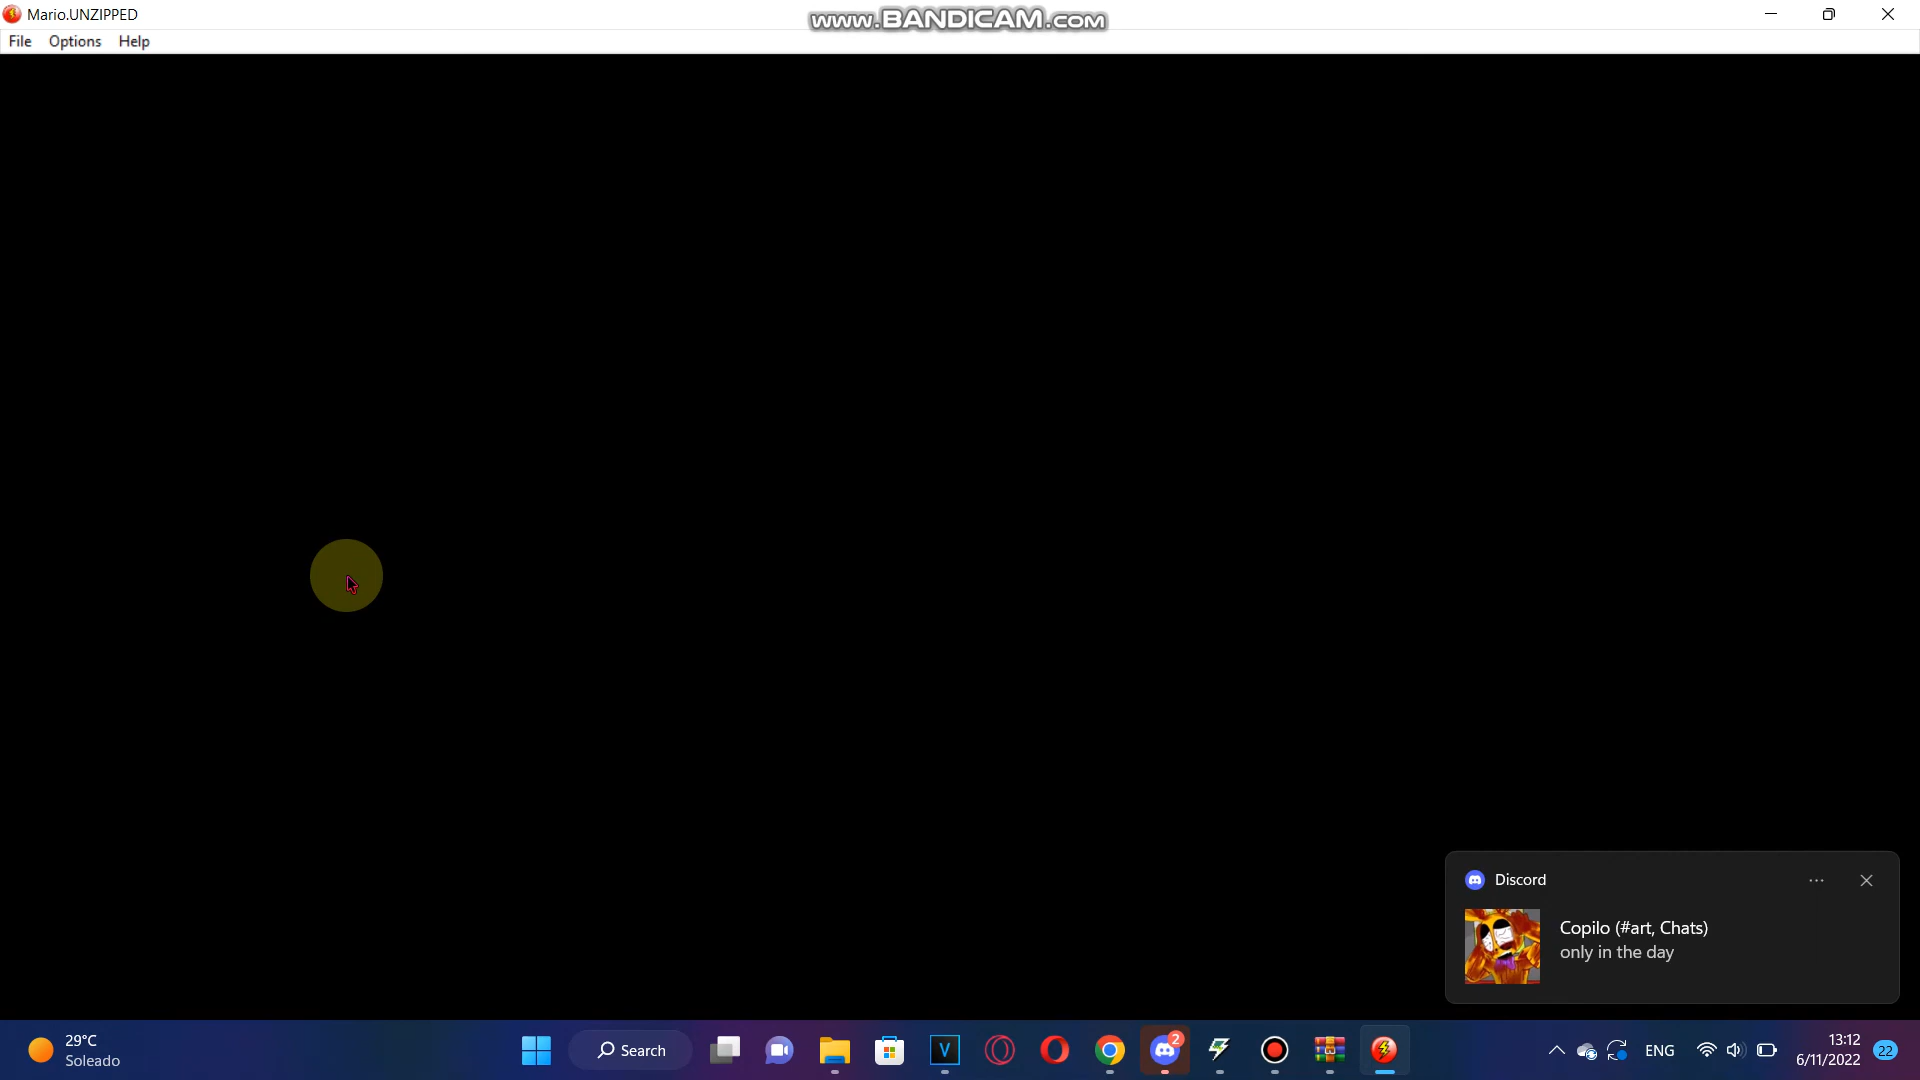 Mario.UNZIPPED
www.BANDICAM.com
File Options Help
Discord
Copilo (#art, Chats)
only in the day
29°C
Soleado
Search
V
2
ENG
13:12
6/11/2022
22